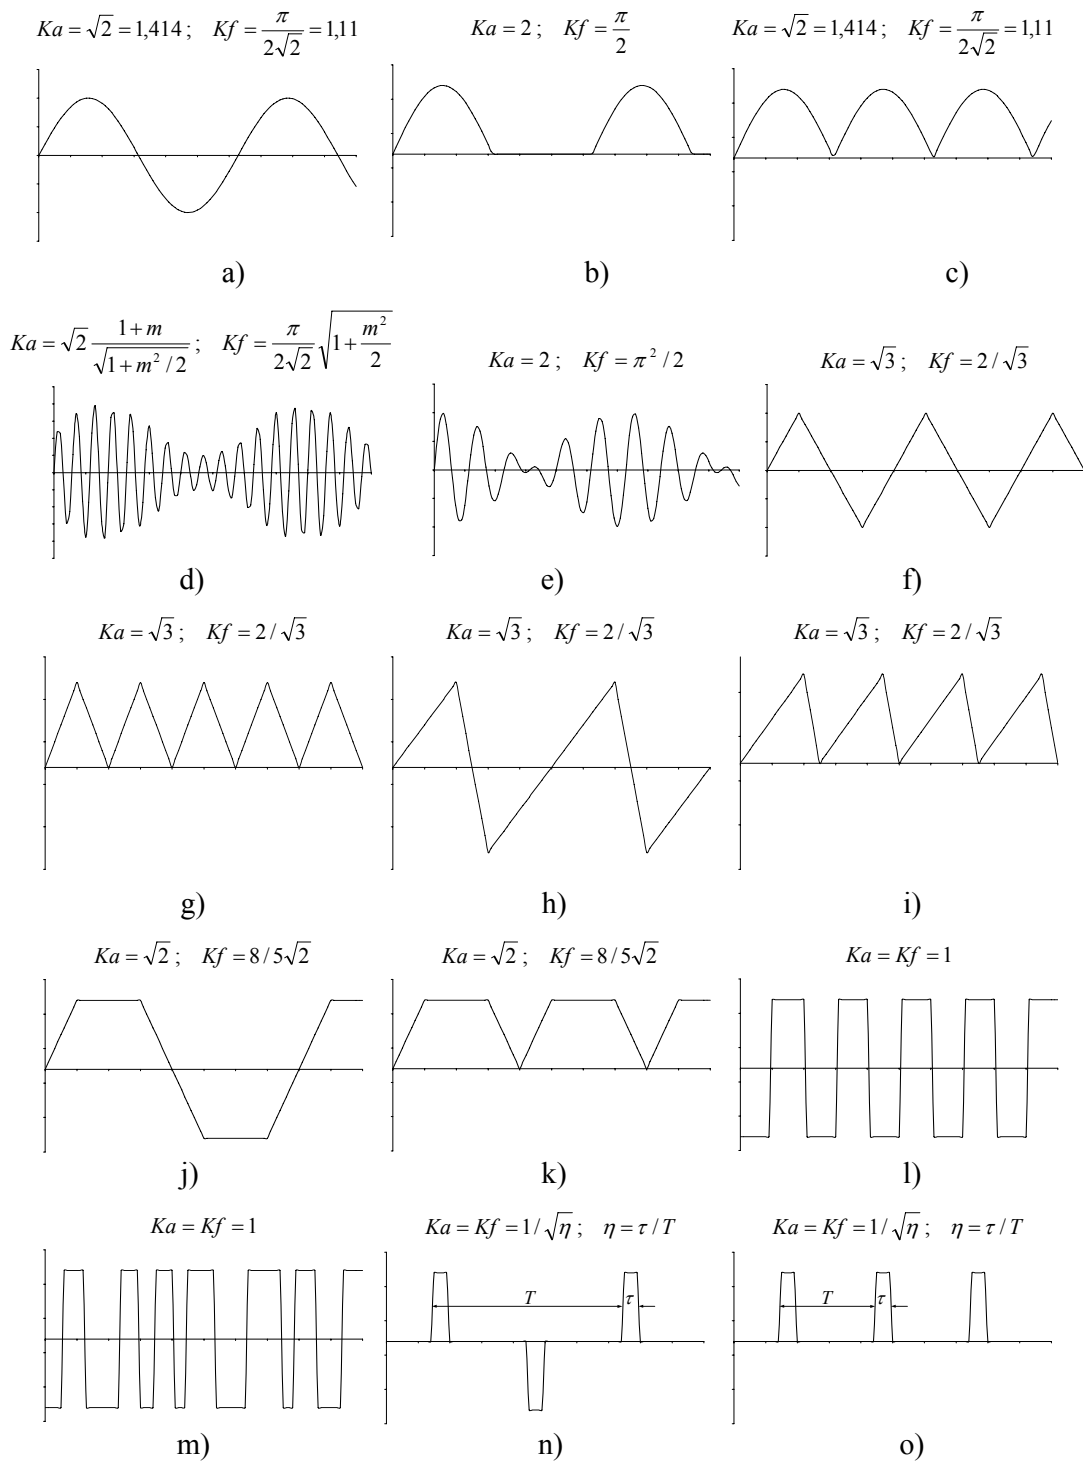 Ka = √2 = 1,414 ; Kf = π / 2√2 = 1,11
Ka = 2 ; Kf = π / 2
Ka = √2 = 1,414 ; Kf = π / 2√2 = 1,11
a)
b)
c)
Ka = √2 (1 + m) / √(1 + m² / 2) ; Kf = π / 2√2 √(1 + m² / 2)
Ka = 2 ; Kf = π² / 2
Ka = √3 ; Kf = 2 / √3
d)
e)
f)
Ka = √3 ; Kf = 2 / √3
Ka = √3 ; Kf = 2 / √3
Ka = √3 ; Kf = 2 / √3
g)
h)
i)
Ka = √2 ; Kf = 8 / 5√2
Ka = √2 ; Kf = 8 / 5√2
Ka = Kf = 1
j)
k)
l)
Ka = Kf = 1
Ka = Kf = 1 / √η ; η = τ / T
Ka = Kf = 1 / √η ; η = τ / T
T
τ
T
τ
m)
n)
o)